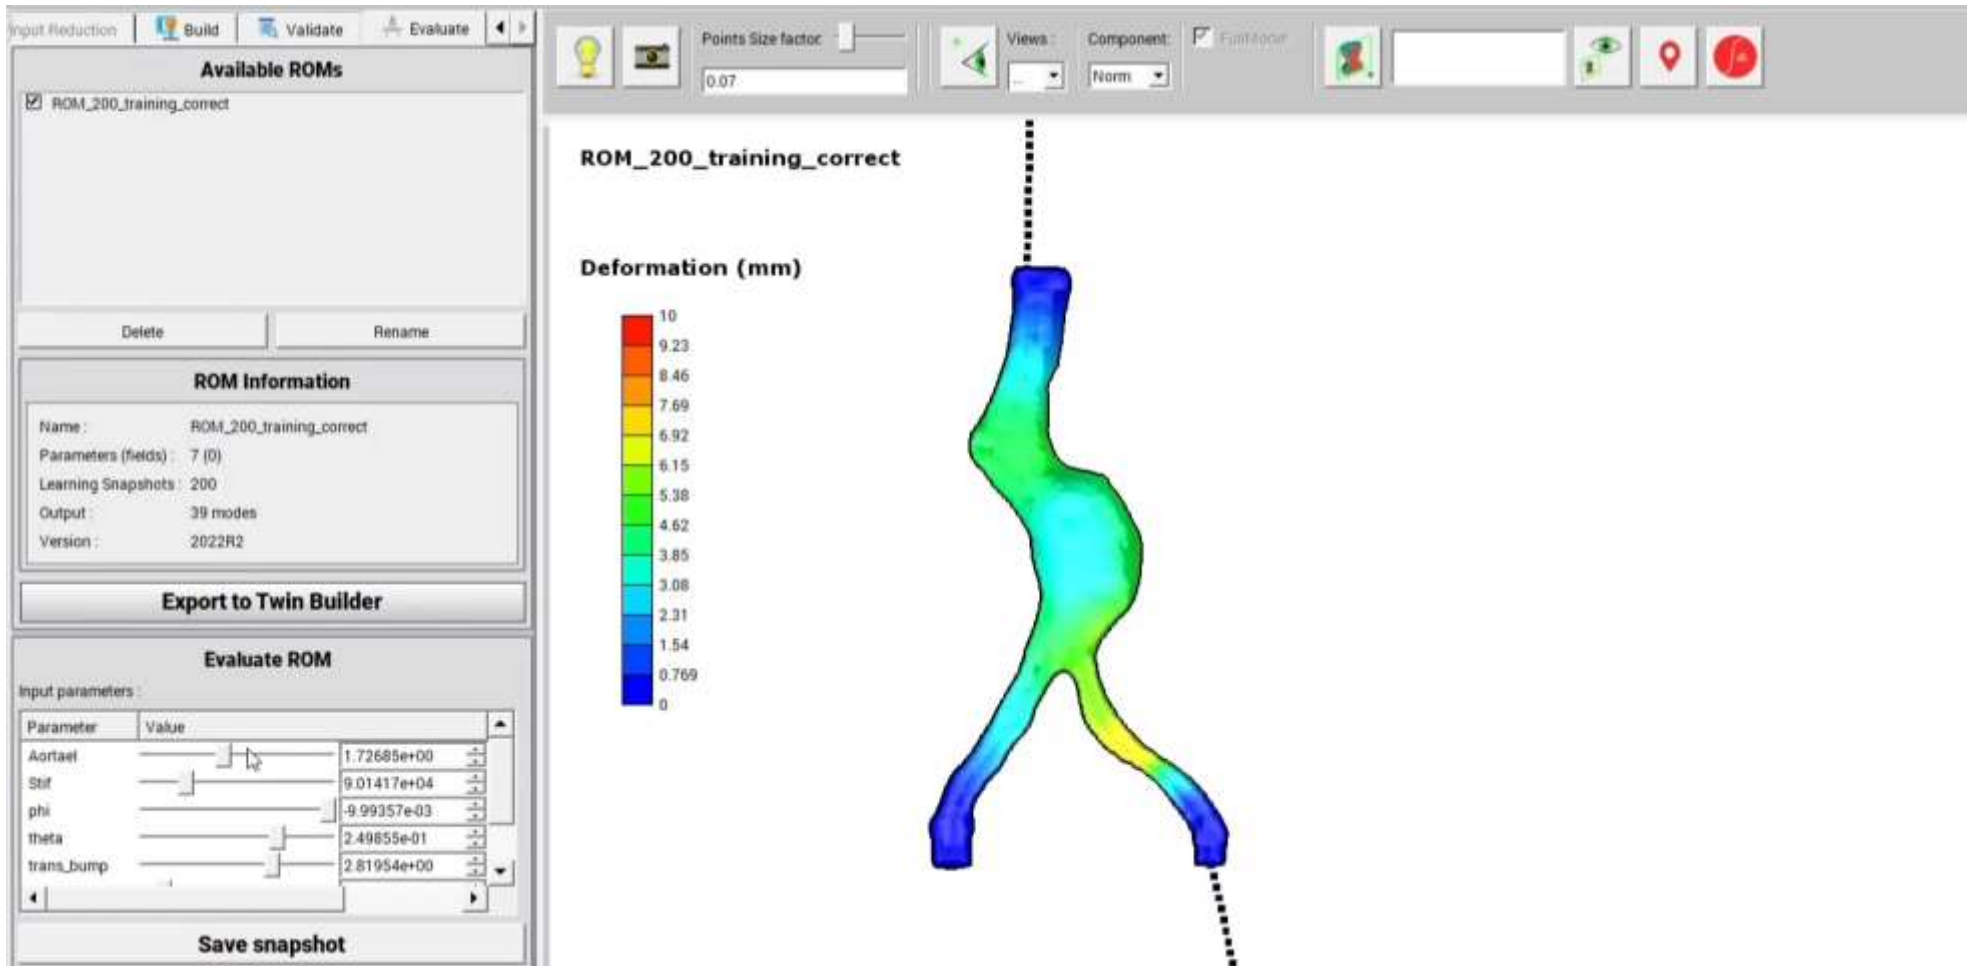 Input Reduction Build Validate Evaluate
Available ROMs
ROM_200_training_correct
Delete Rename
ROM Information
Name : ROM_200_training_correct
Parameters (fields) : 7 (0)
Learning Snapshots : 200
Output : 39 modes
Version : 2022R2
Export to Twin Builder
Evaluate ROM
Input parameters :
Parameter Value
Aortael 1.72685e+00
Stif 9.01417e+04
phi -9.99357e-03
theta 2.49855e-01
trans_bump 2.81954e+00
Save snapshot
Points Size factor
0.07
Views :
...
Component:
Norm
ROM_200_training_correct
Deformation (mm)
10
9.23
8.46
7.69
6.92
6.15
5.38
4.62
3.85
3.08
2.31
1.54
0.769
0